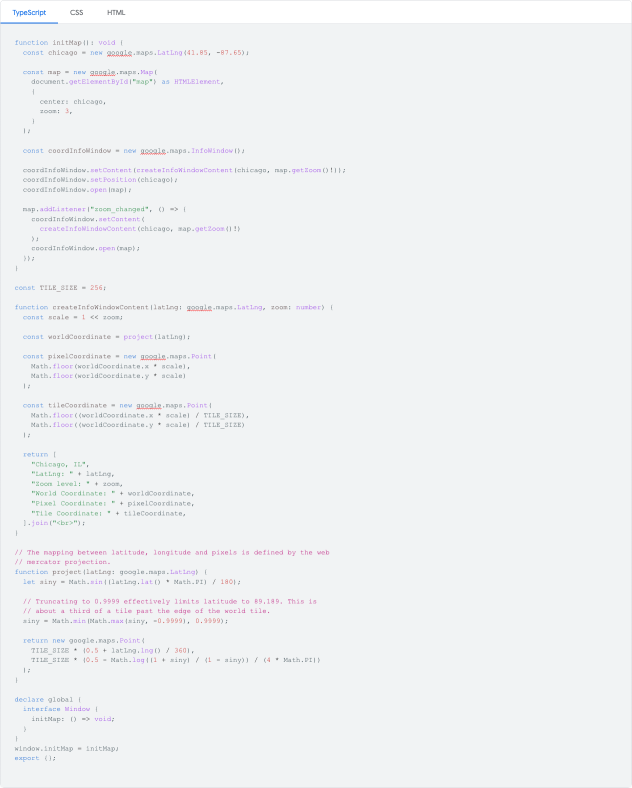 TypeScript CSS HTML
function initMap(): void {
const chicago = new google.maps.LatLng(41.85, -87.65);
const map = new google.maps.Map(
document.getElementById("map") as HTMLElement,
{
center: chicago,
zoom: 3,
}
);
const coordInfoWindow = new google.maps.InfoWindow();
coordInfoWindow.setContent(createInfoWindowContent(chicago, map.getZoom()!));
coordInfoWindow.setPosition(chicago);
coordInfoWindow.open(map);
map.addListener("zoom_changed", () => {
coordInfoWindow.setContent(
createInfoWindowContent(chicago, map.getZoom()!)
);
coordInfoWindow.open(map);
});
}
const TILE_SIZE = 256;
function createInfoWindowContent(latLng: google.maps.LatLng, zoom: number) {
const scale = 1 << zoom;
const worldCoordinate = project(latLng);
const pixelCoordinate = new google.maps.Point(
Math.floor(worldCoordinate.x * scale),
Math.floor(worldCoordinate.y * scale)
);
const tileCoordinate = new google.maps.Point(
Math.floor((worldCoordinate.x * scale) / TILE_SIZE),
Math.floor((worldCoordinate.y * scale) / TILE_SIZE)
);
return [
"Chicago, IL",
"LatLng: " + latLng,
"Zoom level: " + zoom,
"World Coordinate: " + worldCoordinate,
"Pixel Coordinate: " + pixelCoordinate,
"Tile Coordinate: " + tileCoordinate,
].join("<br>");
}
// The mapping between latitude, longitude and pixels is defined by the web
// mercator projection.
function project(latLng: google.maps.LatLng) {
let siny = Math.sin((latLng.lat() * Math.PI) / 180);
// Truncating to 0.9999 effectively limits latitude to 89.189. This is
// about a third of a tile past the edge of the world tile.
siny = Math.min(Math.max(siny, -0.9999), 0.9999);
return new google.maps.Point(
TILE_SIZE * (0.5 + latLng.lng() / 360),
TILE_SIZE * (0.5 - Math.log((1 + siny) / (1 - siny)) / (4 * Math.PI))
);
}
declare global {
interface Window {
initMap: () => void;
}
}
window.initMap = initMap;
export {};